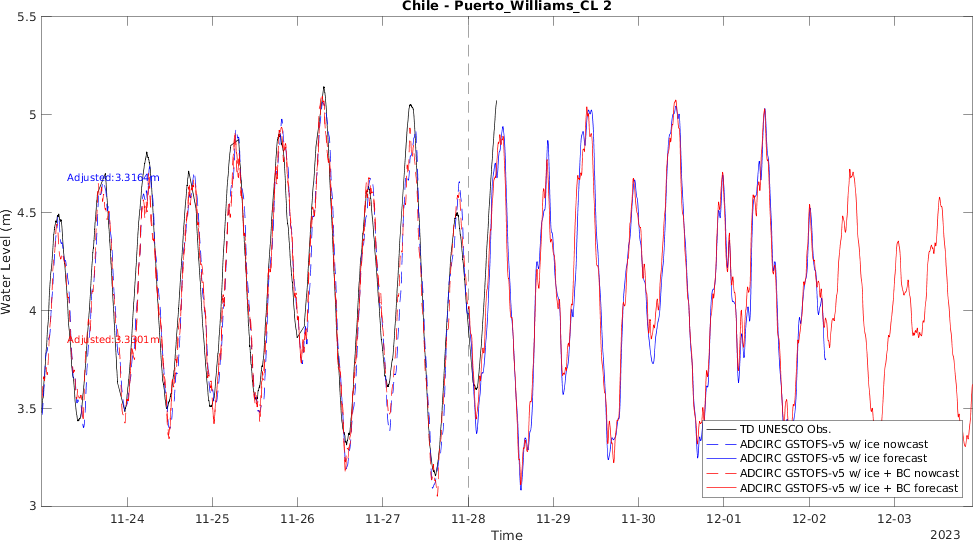 Chile - Puerto_Williams_CL 2
5.5
5
4.5
4
3.5
3
Water Level (m)
Adjusted:3.3164m
Adjusted:3.3301m
TD UNESCO Obs.
ADCIRC GSTOFS-v5 w/ ice nowcast
ADCIRC GSTOFS-v5 w/ ice forecast
ADCIRC GSTOFS-v5 w/ ice + BC nowcast
ADCIRC GSTOFS-v5 w/ ice + BC forecast
11-24 11-25 11-26 11-27 11-28 11-29 11-30 12-01 12-02 12-03
Time
2023